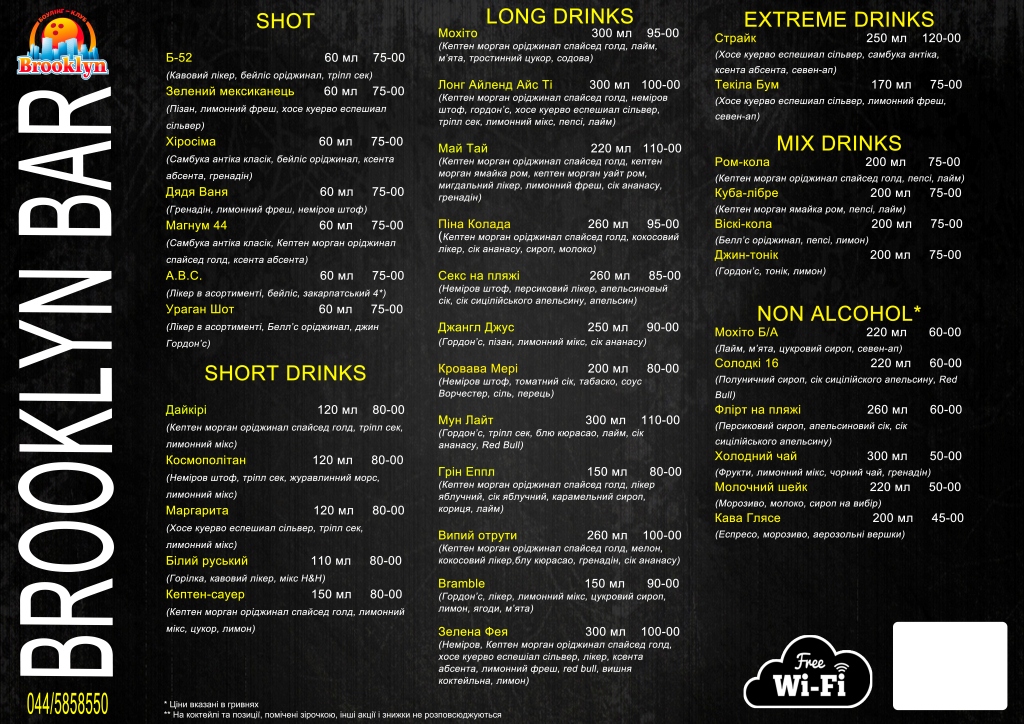 БОУЛІНГ-КЛУБ
Brooklyn
BROOKLYN BAR
044/5858550
SHOT
Б-52 60 мл 75-00
(Кавовий лікер, бейліс оріджинал, тріпл сек)
Зелений мексиканець 60 мл 75-00
(Пізан, лимонний фреш, хосе куерво еспешиал
сільвер)
Хіросіма 60 мл 75-00
(Самбука антіка класік, бейліс оріджинал, ксента
абсента, гренадін)
Дядя Ваня 60 мл 75-00
(Гренадін, лимонний фреш, неміров штоф)
Магнум 44 60 мл 75-00
(Самбука антіка класік, Кептен морган оріджинал
спайсед голд, ксента абсента)
А.В.С. 60 мл 75-00
(Лікер в асортименті, бейліс, закарпатський 4*)
Ураган Шот 60 мл 75-00
(Лікер в асортименті, Белл’с оріджинал, джин
Гордон’с)
SHORT DRINKS
Дайкірі 120 мл 80-00
(Кептен морган оріджинал спайсед голд, тріпл сек,
лимонний мікс)
Космополітан 120 мл 80-00
(Неміров штоф, тріпл сек, журавлинний морс,
лимонний мікс)
Маргарита 120 мл 80-00
(Хосе куерво еспешиал сільвер, тріпл сек,
лимонний мікс)
Білий руський 110 мл 80-00
(Горілка, кавовий лікер, мікс H&H)
Кептен-сауер 150 мл 80-00
(Кептен морган оріджинал спайсед голд, лимонний
мікс, цукор, лимон)
* Ціни вказані в гривнях
** На коктейлі та позиції, помічені зірочкою, інші акції і знижки не розповсюджуються
LONG DRINKS
Мохіто 300 мл 95-00
(Кептен морган оріджинал спайсед голд, лайм,
м’ята, тростинний цукор, содова)
Лонг Айленд Айс Ті 300 мл 100-00
(Кептен морган оріджинал спайсед голд, неміров
штоф, гордон’с, хосе куерво еспешиал сільвер,
тріпл сек, лимонний мікс, пепсі, лайм)
Май Тай 220 мл 110-00
(Кептен морган оріджинал спайсед голд, кептен
морган ямайка ром, кептен морган уайт ром,
мигдальний лікер, лимонний фреш, сік ананасу,
гренадін)
Піна Колада 260 мл 95-00
(Кептен морган оріджинал спайсед голд, кокосовий
лікер, сік ананасу, сироп, молоко)
Секс на пляжі 260 мл 85-00
(Неміров штоф, персиковий лікер, апельсиновый
сік, сік сицілійського апельсину, апельсин)
Джангл Джус 250 мл 90-00
(Гордон’с, пізан, лимонний мікс, сік ананасу)
Кровава Мері 200 мл 80-00
(Неміров штоф, томатний сік, табаско, соус
Ворчестер, сіль, перець)
Мун Лайт 300 мл 110-00
(Гордон’с, тріпл сек, блю кюрасао, лайм, сік
ананасу, Red Bull)
Грін Еппл 150 мл 80-00
(Кептен морган оріджинал спайсед голд, лікер
яблучний, сік яблучний, карамельний сироп,
кориця, лайм)
Випий отрути 260 мл 100-00
(Кептен морган оріджинал спайсед голд, мелон,
кокосовий лікер,блу кюрасао, гренадін, сік ананасу)
Bramble 150 мл 90-00
(Гордон’с, лікер, лимонний мікс, цукровий сироп,
лимон, ягоди, м’ята)
Зелена Фея 300 мл 100-00
(Неміров, Кептен морган оріджинал спайсед голд,
хосе куерво еспешіал сельвер, лікер, ксента
абсента, лимонний фреш, red bull, вишня
коктейльна, лимон)
EXTREME DRINKS
Страйк 250 мл 120-00
(Хосе куерво еспешиал сільвер, самбука антіка,
ксента абсента, севен-ап)
Текіла Бум 170 мл 75-00
(Хосе куерво еспешиал сільвер, лимонний фреш,
севен-ап)
MIX DRINKS
Ром-кола 200 мл 75-00
(Кептен морган оріджинал спайсед голд, пепсі, лайм)
Куба-лібре 200 мл 75-00
(Кептен морган ямайка ром, пепсі, лайм)
Віскі-кола 200 мл 75-00
(Белл’с оріджинал, пепсі, лимон)
Джин-тонік 200 мл 75-00
(Гордон’с, тонік, лимон)
NON ALCOHOL*
Мохіто Б/А 220 мл 60-00
(Лайм, м’ята, цукровий сироп, севен-ап)
Солодкі 16 220 мл 60-00
(Полуничний сироп, сік сицілійского апельсину, Red
Bull)
Флірт на пляжі 260 мл 60-00
(Персиковий сироп, апельсиновий сік, сік
сицілійського апельсину)
Холодний чай 300 мл 50-00
(Фрукти, лимонний мікс, чорний чай, гренадін)
Молочний шейк 220 мл 50-00
(Морозиво, молоко, сироп на вибір)
Кава Глясе 200 мл 45-00
(Еспресо, морозиво, аерозольні вершки)
Free
Wi-Fi